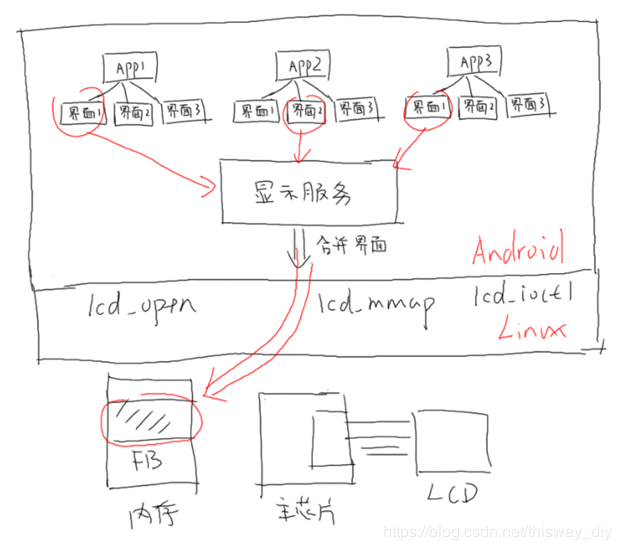 App1 App2 App3
界面1 界面2 界面3 界面1 界面2 界面3 界面1 界面2 界面3
显示服务
合并界面
Android
lcd_open lcd_mmap lcd_ioctl
Linux
FB
内存 主芯片 LCD
https://blog.csdn.net/thisway_diy